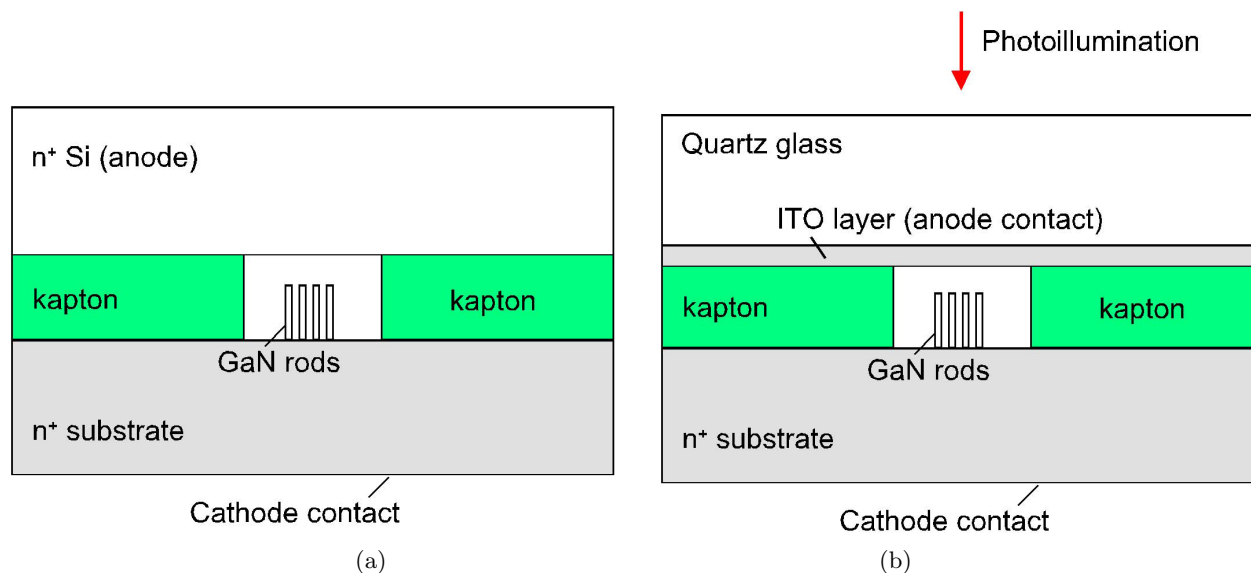 n⁺ Si (anode)
kapton
kapton
GaN rods
n⁺ substrate
Cathode contact
(a)
Photoillumination
Quartz glass
ITO layer (anode contact)
kapton
kapton
GaN rods
n⁺ substrate
Cathode contact
(b)